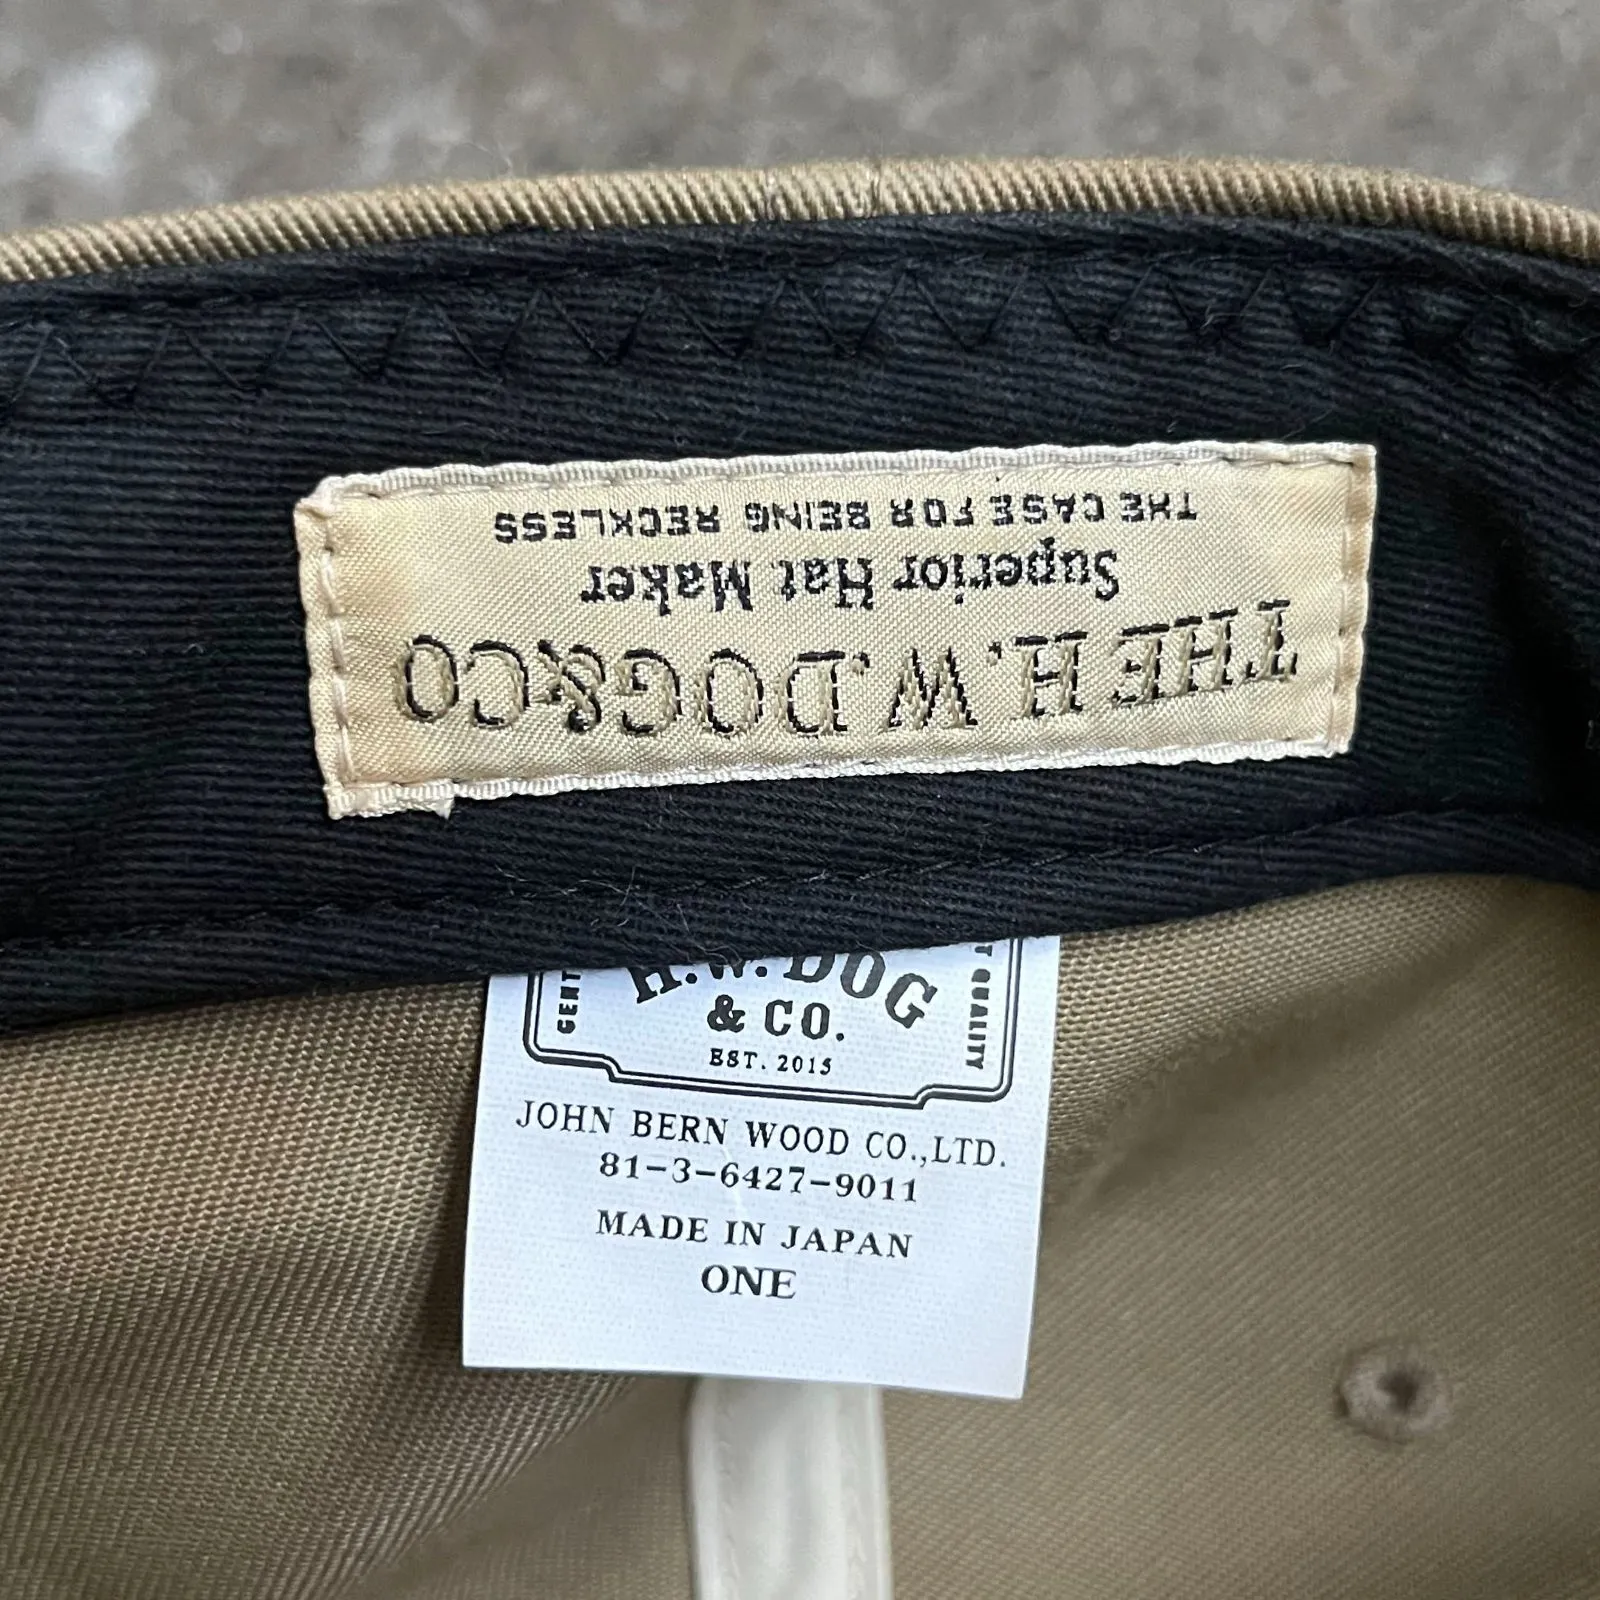 THE H.W.DOG&CO
Superior Hat Maker
THE CASE FOR BEING RECKLESS
H.W. DOG
& CO.
EST. 2015
QUALITY
JOHN BERN WOOD CO.,LTD.
81-3-6427-9011
MADE IN JAPAN
ONE